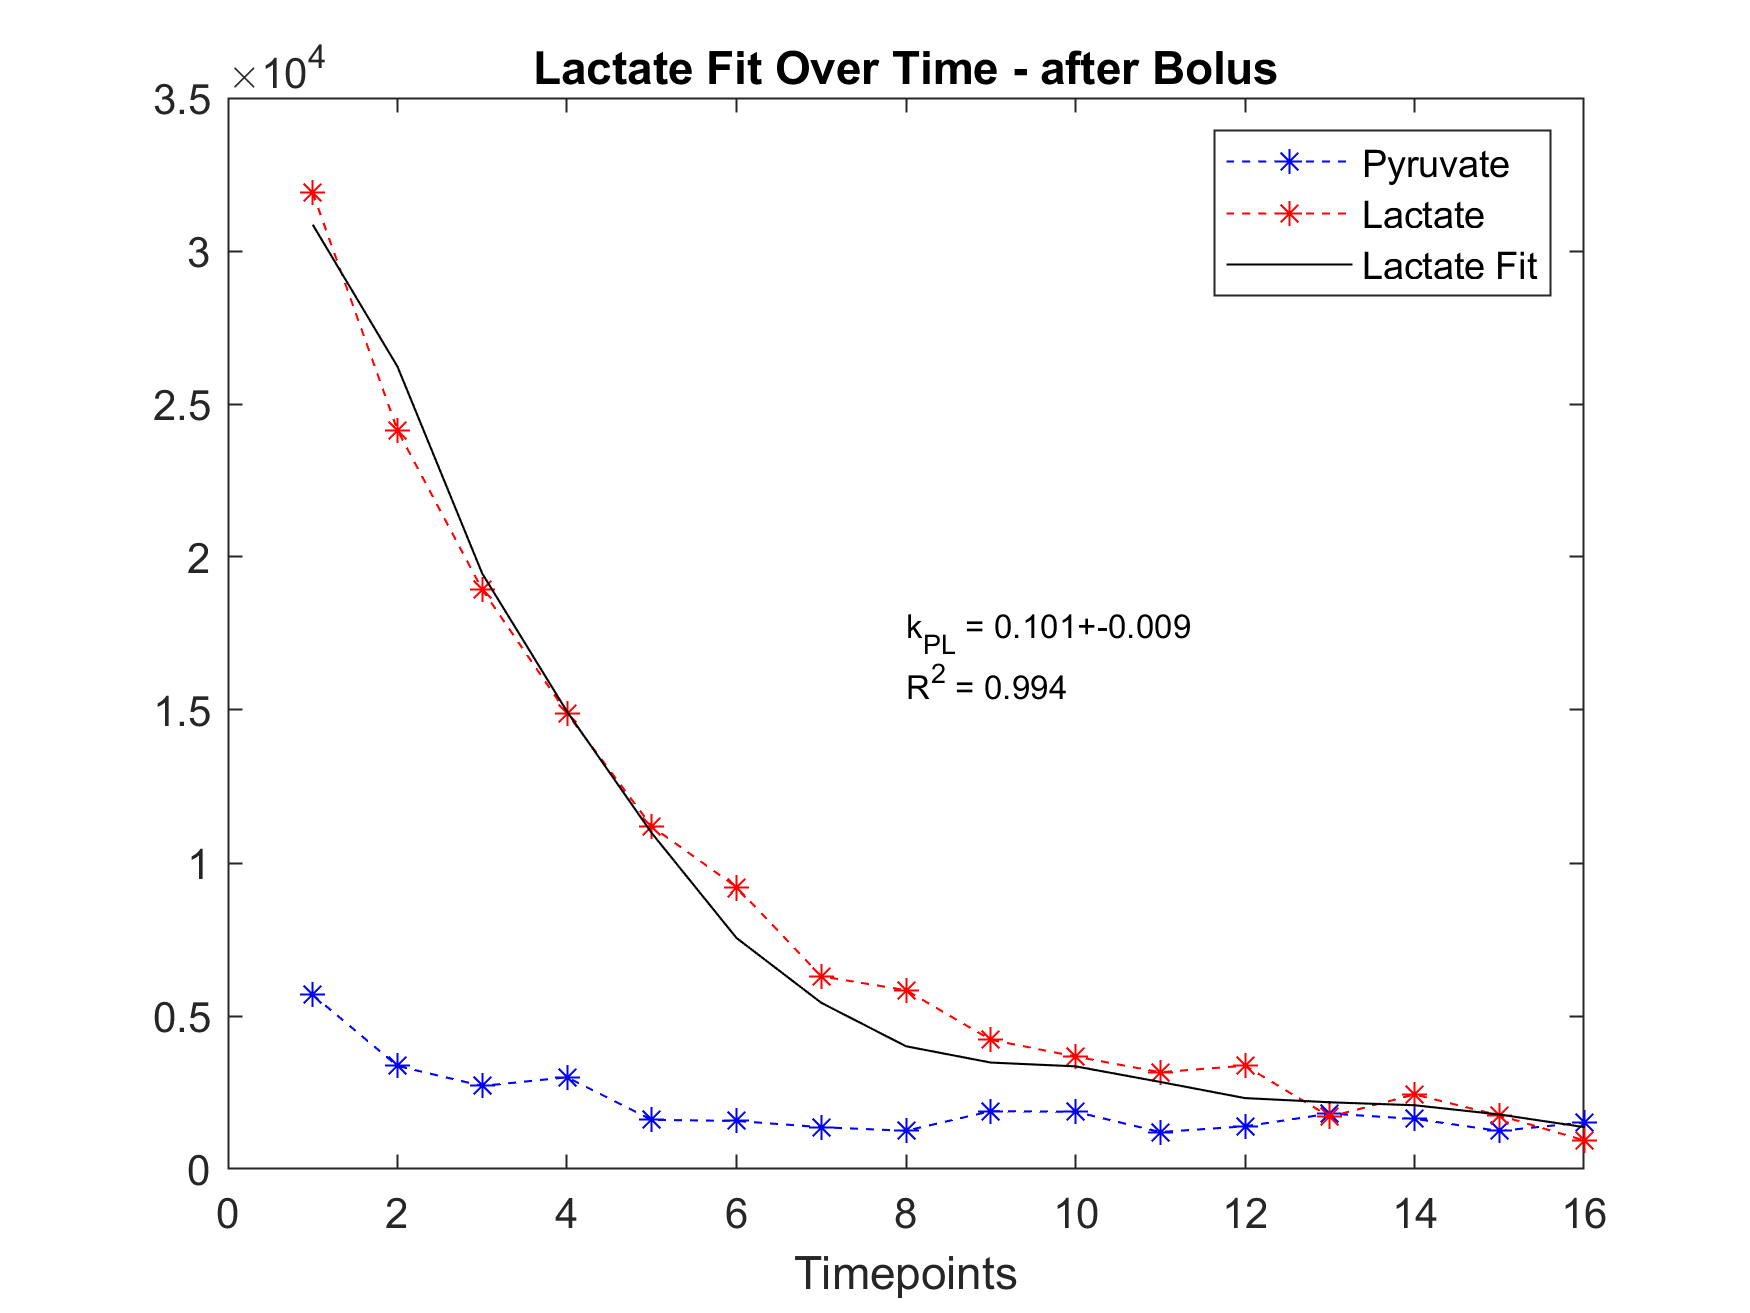 Lactate Fit Over Time - after Bolus
×10^4
3.5
3
2.5
2
1.5
1
0.5
0
Pyruvate
Lactate
Lactate Fit
k_PL = 0.101+-0.009
R^2 = 0.994
0 2 4 6 8 10 12 14 16
Timepoints